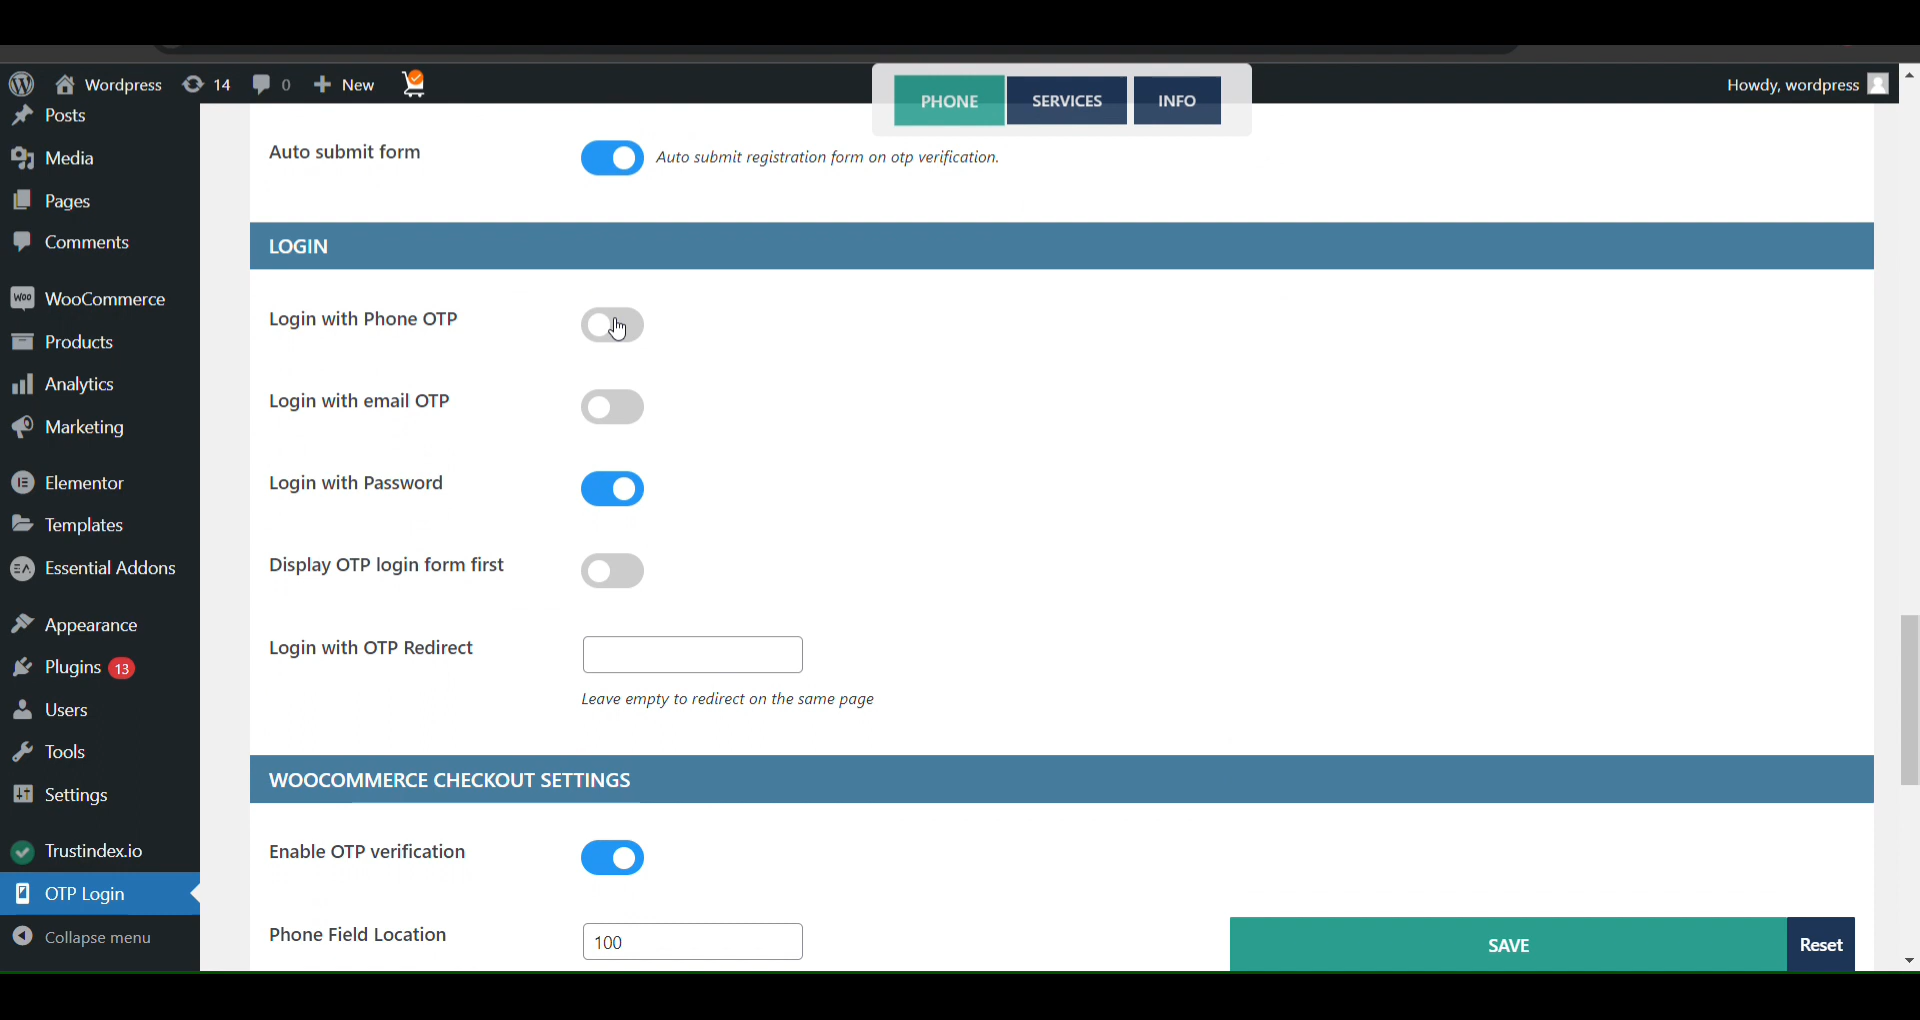 Wordpress 14 0 New
Howdy, wordpress
PHONE SERVICES INFO
Posts
Media
Pages
Comments
Woo WooCommerce
Products
Analytics
Marketing
Elementor
Templates
EA Essential Addons
Appearance
Plugins 13
Users
Tools
Settings
Trustindex.io
OTP Login
Collapse menu
Auto submit form
Auto submit registration form on otp verification.
LOGIN
Login with Phone OTP
Login with email OTP
Login with Password
Display OTP login form first
Login with OTP Redirect
Leave empty to redirect on the same page
WOOCOMMERCE CHECKOUT SETTINGS
Enable OTP verification
Phone Field Location 100
SAVE Reset